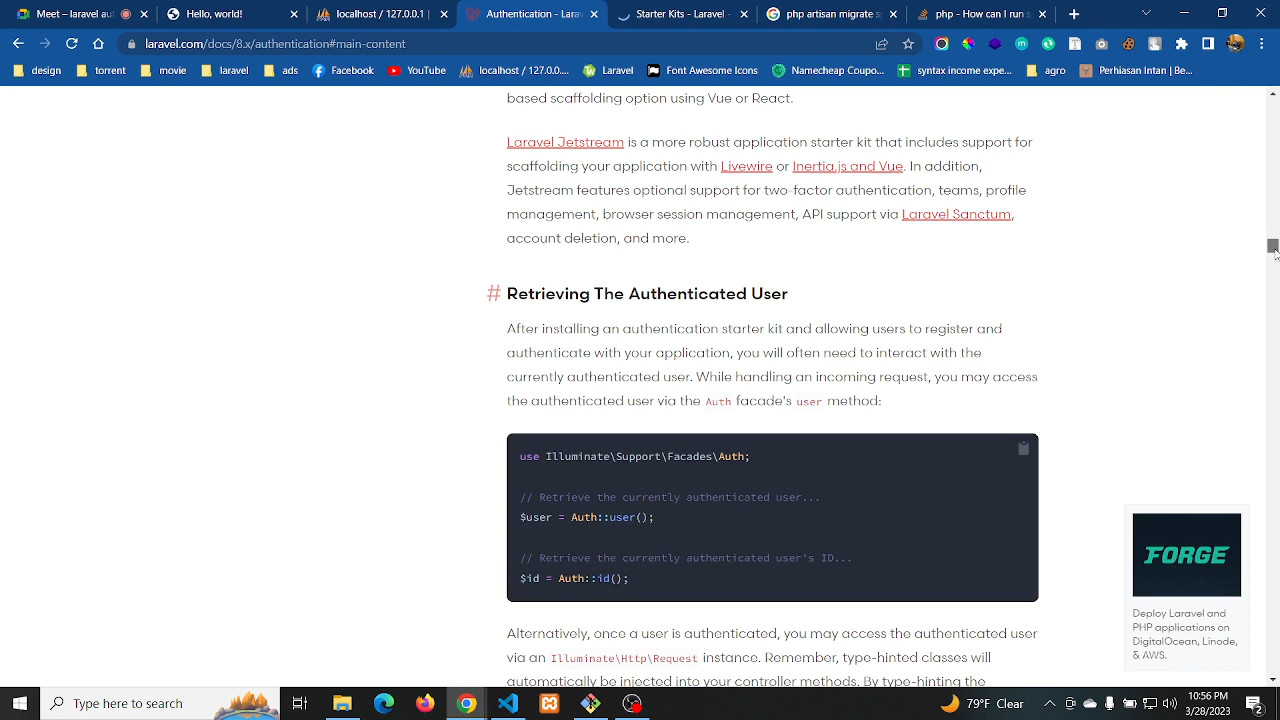 Meet - laravel aut
Hello, world!
localhost / 127.0.0.1 |
Authentication - Larav
Starter Kits - Laravel -
php artisan migrate sp
php - How can I run s
laravel.com/docs/8.x/authentication#main-content
design
torrent
movie
laravel
ads
Facebook
YouTube
localhost / 127.0.0....
Laravel
Font Awesome Icons
Namecheap Coupo...
syntax income expe...
agro
Perhiasan Intan | Be...
based scaffolding option using Vue or React.
Laravel Jetstream is a more robust application starter kit that includes support for
scaffolding your application with Livewire or Inertia.js and Vue. In addition,
Jetstream features optional support for two-factor authentication, teams, profile
management, browser session management, API support via Laravel Sanctum,
account deletion, and more.
# Retrieving The Authenticated User
After installing an authentication starter kit and allowing users to register and
authenticate with your application, you will often need to interact with the
currently authenticated user. While handling an incoming request, you may access
the authenticated user via the Auth facade's user method:
use Illuminate\Support\Facades\Auth;
// Retrieve the currently authenticated user...
$user = Auth::user();
// Retrieve the currently authenticated user's ID...
$id = Auth::id();
Alternatively, once a user is authenticated, you may access the authenticated user
via an Illuminate\Http\Request instance. Remember, type-hinted classes will
automatically be injected into your controller methods. By type-hinting the
FORGE
Deploy Laravel and
PHP applications on
DigitalOcean, Linode,
& AWS.
Type here to search
79°F Clear
10:56 PM
3/28/2023
2